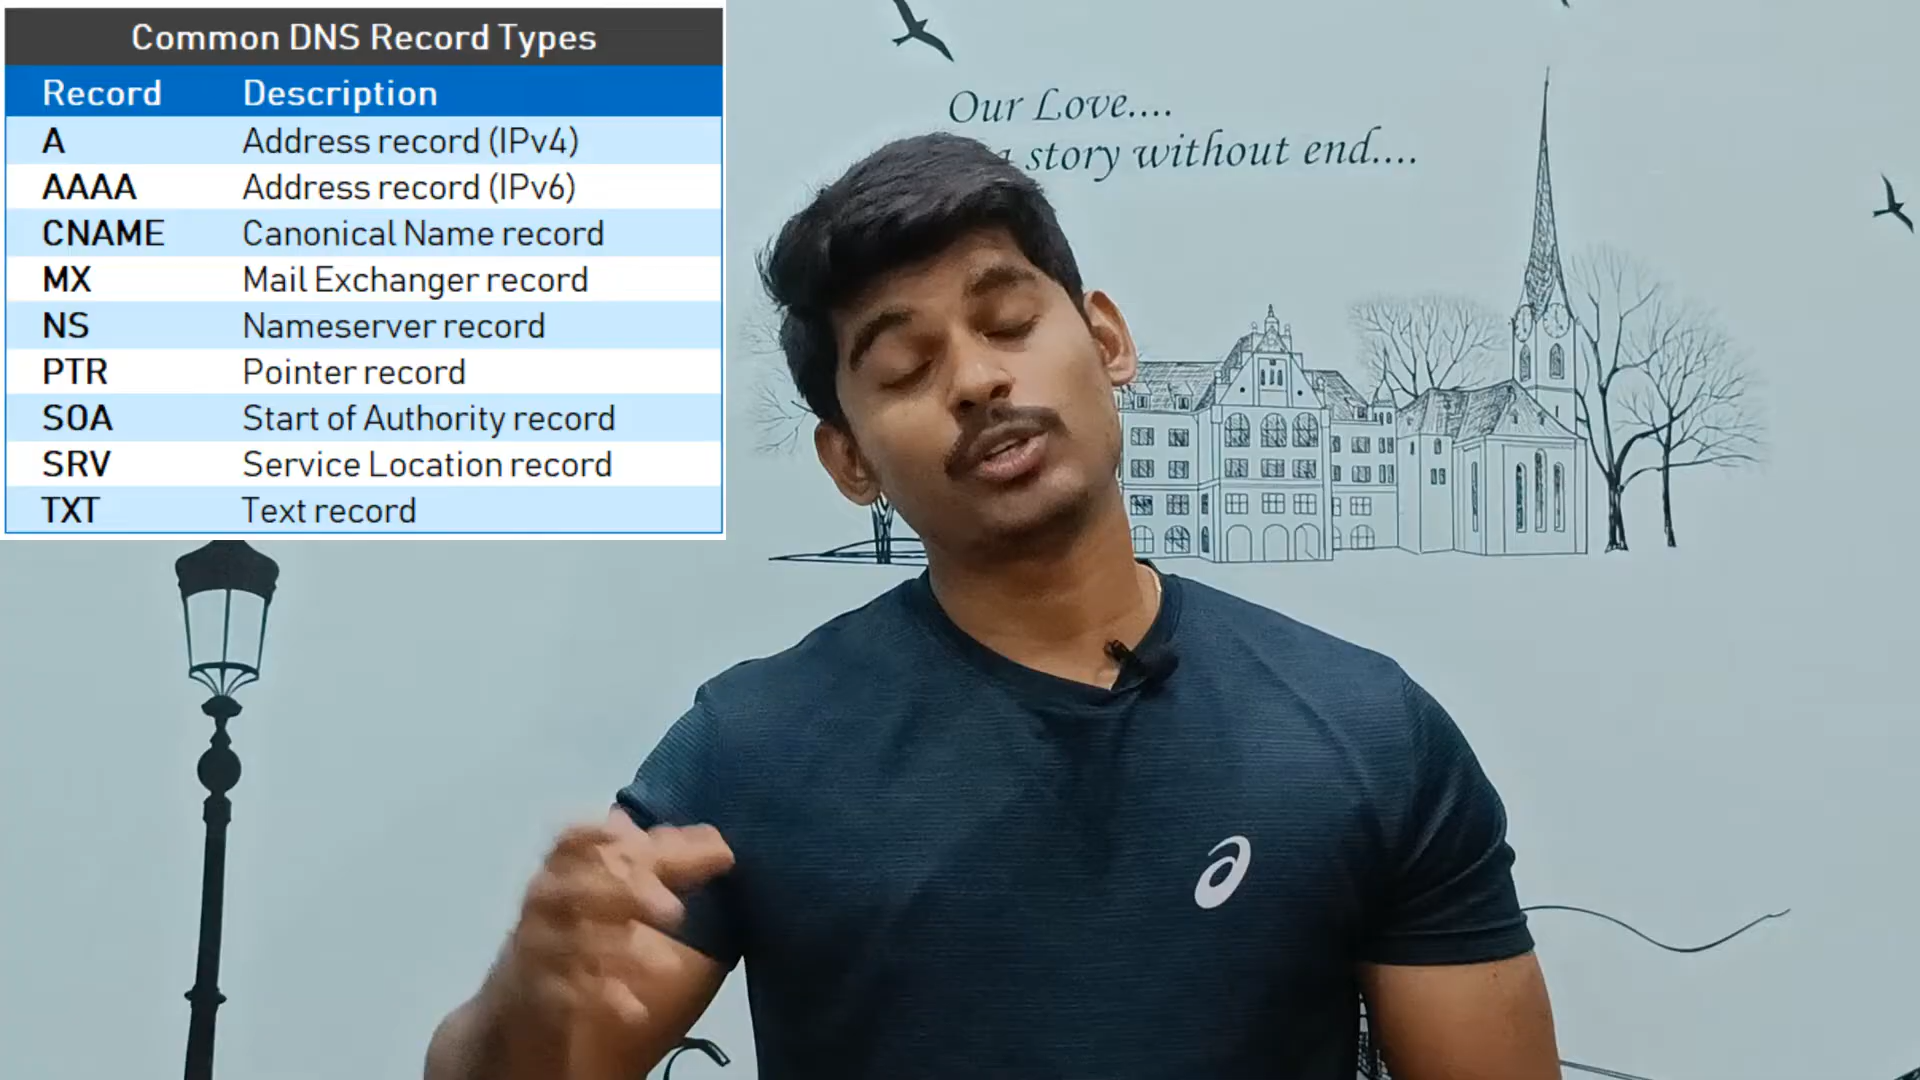 Common DNS Record Types
Record Description
A Address record (IPv4)
AAAA Address record (IPv6)
CNAME Canonical Name record
MX Mail Exchanger record
NS Nameserver record
PTR Pointer record
SOA Start of Authority record
SRV Service Location record
TXT Text record
Our Love....
a story without end....